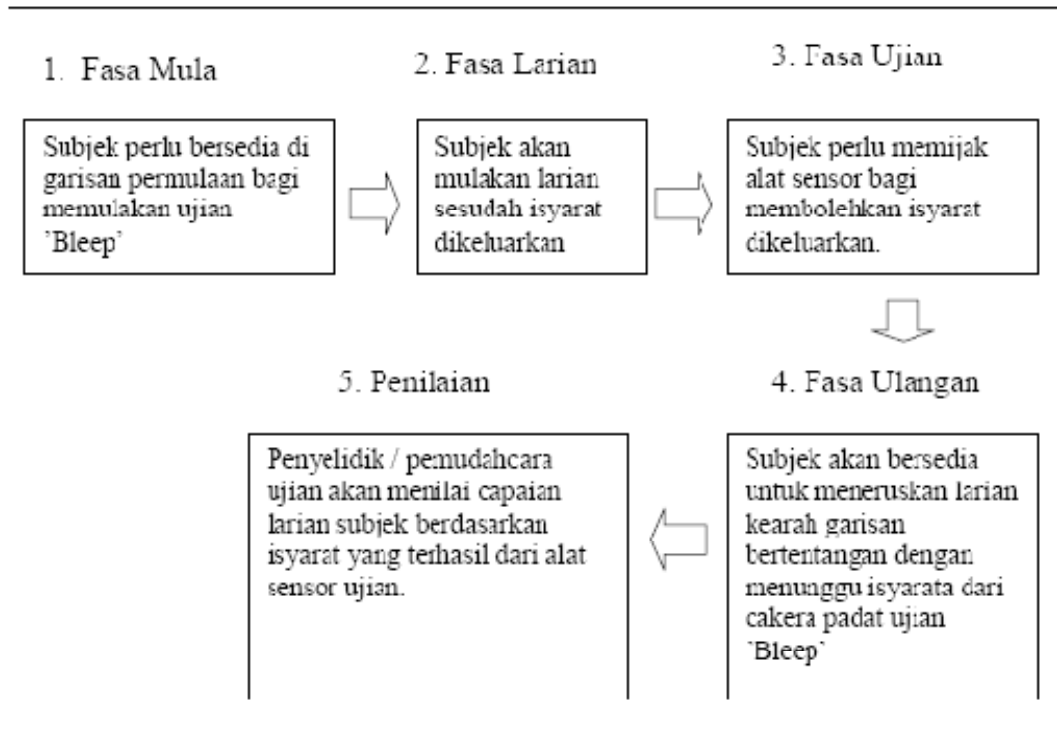 1. Fasa Mula
Subjek perlu bersedia di
garisan permulaan bagi
memulakan ujian
`Bleep'
2. Fasa Larian
Subjek akan
mulakan larian
sesudah isyarat
dikeluarkan
3. Fasa Ujian
Subjek perlu memijak
alat sensor bagi
membolehkan isyarat
dikeluarkan.
4. Fasa Ulangan
Subjek akan bersedia
untuk meneruskan larian
kearah garisan
bertentangan dengan
menunggu isyarata dari
cakera padat ujian
`Bleep'
5. Penilaian
Penyelidik / pemudahcara
ujian akan menilai capaian
larian subjek berdasarkan
isyarat yang terhasil dari alat
sensor ujian.